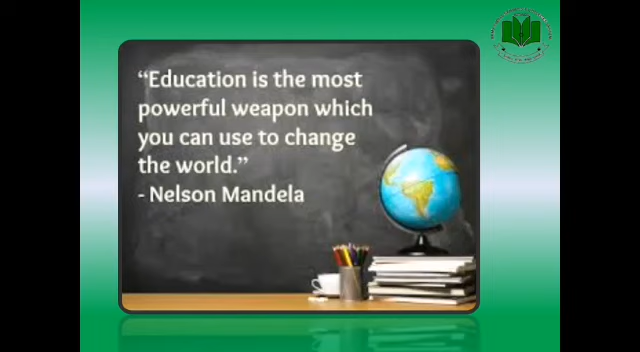 “Education is the most
powerful weapon which
you can use to change
the world.”
- Nelson Mandela